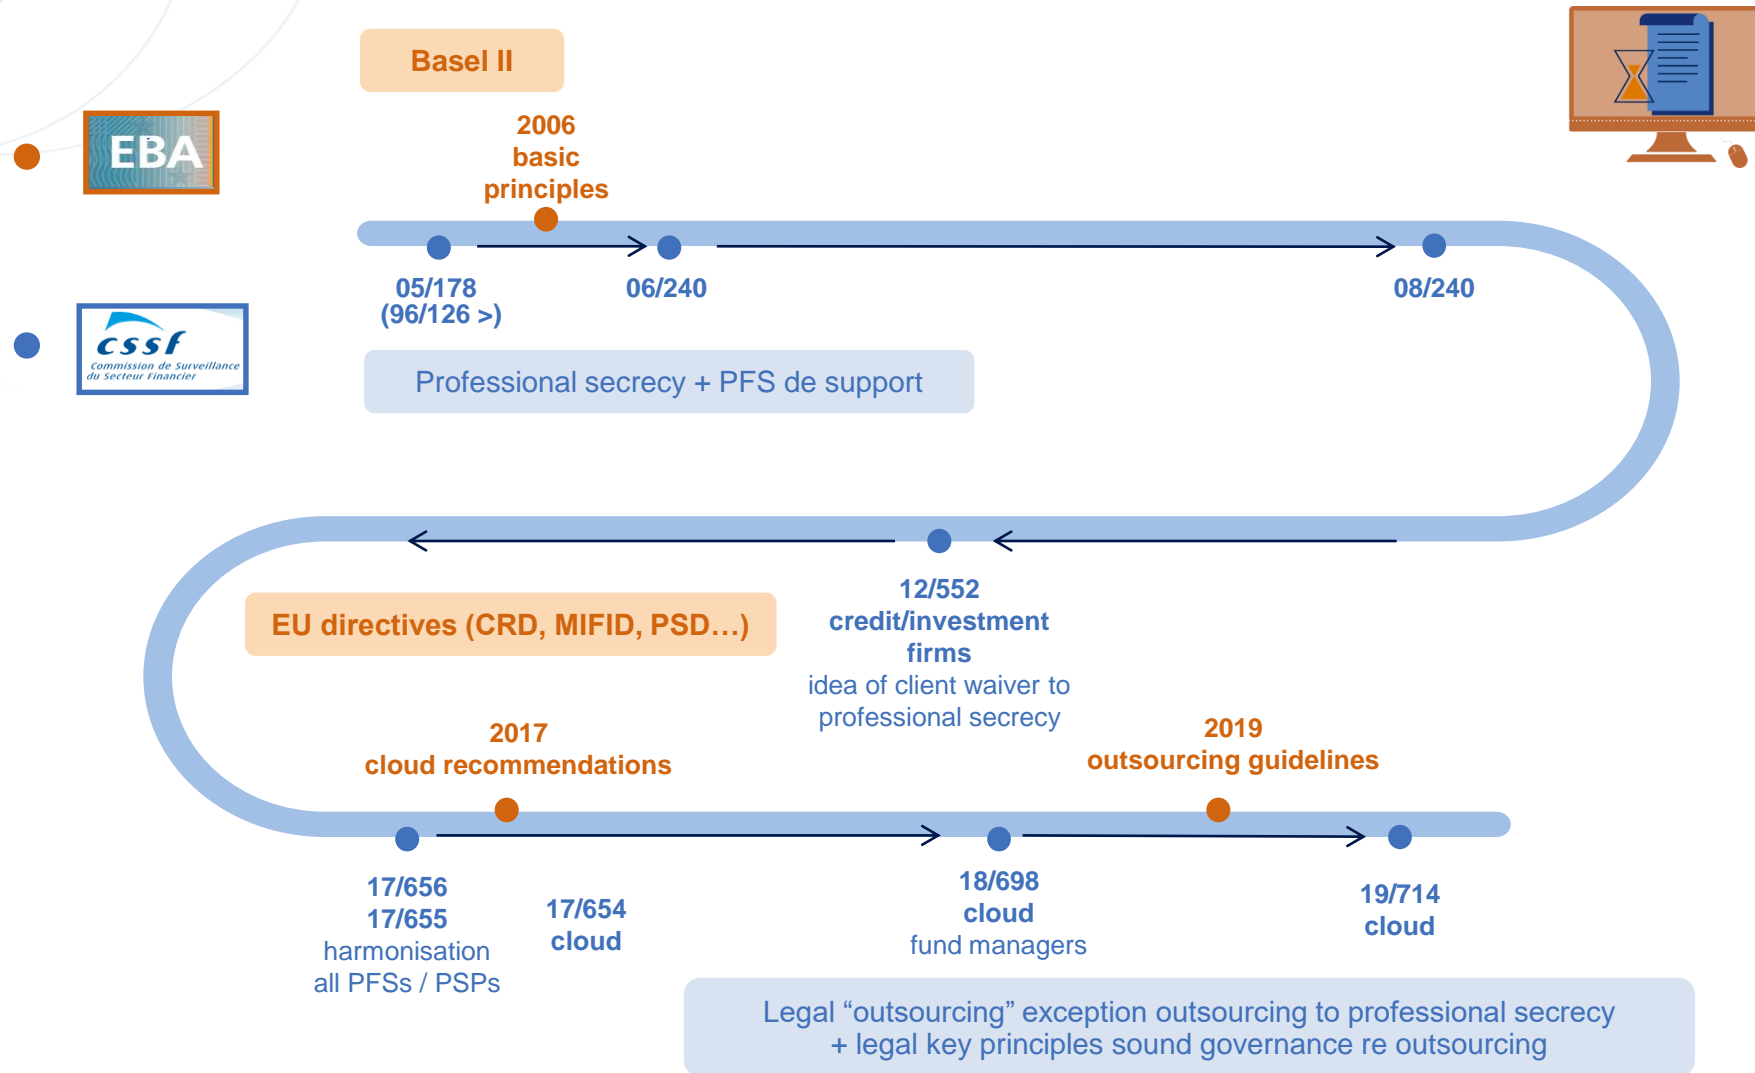 Basel II
EBA
2006
basic
principles
05/178
(96/126 >)
06/240
08/240
cssf
Commission de Surveillance
du Secteur Financier
Professional secrecy + PFS de support
12/552
credit/investment
firms
idea of client waiver to
professional secrecy
EU directives (CRD, MIFID, PSD…)
2017
cloud recommendations
2019
outsourcing guidelines
17/656
17/655
harmonisation
all PFSs / PSPs
17/654
cloud
18/698
cloud
fund managers
19/714
cloud
Legal “outsourcing” exception outsourcing to professional secrecy
+ legal key principles sound governance re outsourcing